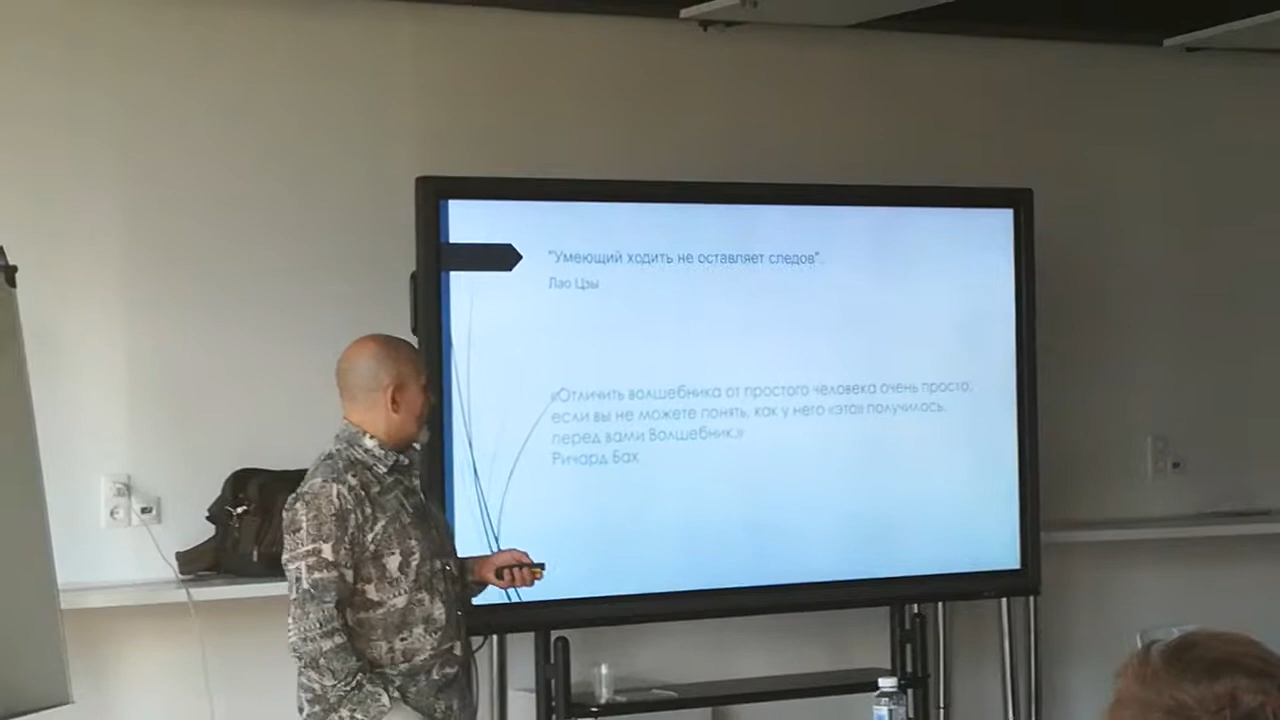 "Умеющий ходить не оставляет следов".
Лао Цзы
«Отличить волшебника от простого человека очень просто:
если вы не можете понять, как у него «это» получилось,
перед вами Волшебник.»
Ричард Бах